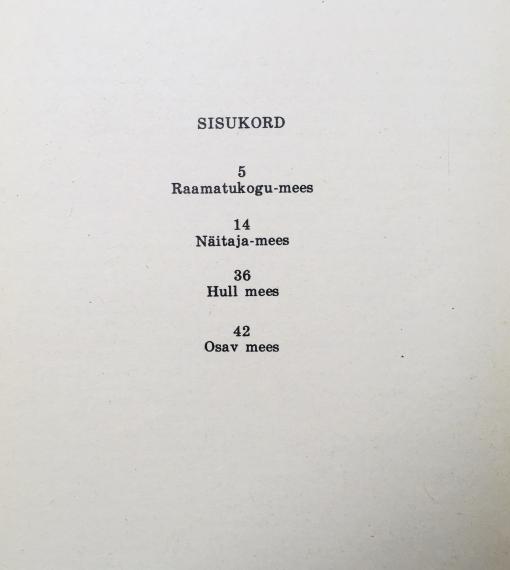 SISUKORD
5
Raamatukogu-mees
14
Näitaja-mees
36
Hull mees
42
Osav mees